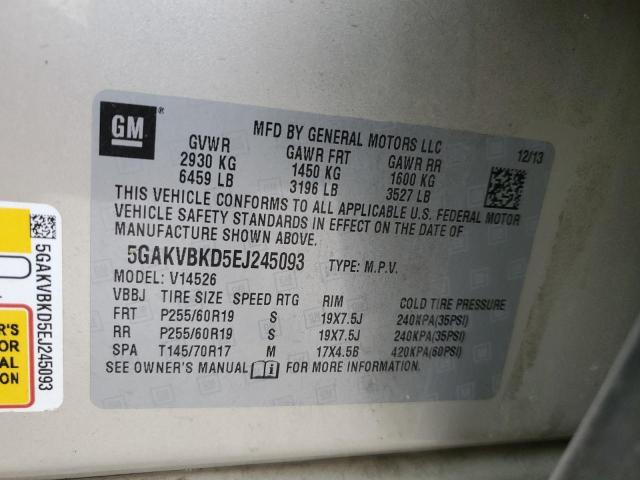 GM
®
MFD BY GENERAL MOTORS LLC
12/13
GVWR GAWR FRT GAWR RR
2930 KG 1450 KG 1600 KG
6459 LB 3196 LB 3527 LB
THIS VEHICLE CONFORMS TO ALL APPLICABLE U.S. FEDERAL MOTOR
VEHICLE SAFETY STANDARDS IN EFFECT ON THE DATE OF
MANUFACTURE SHOWN ABOVE.
5GAKVBKD5EJ245093 TYPE: M.P.V.
MODEL: V14526
VBBJ TIRE SIZE SPEED RTG RIM COLD TIRE PRESSURE
FRT P255/60R19 S 19X7.5J 240KPA(35PSI)
RR P255/60R19 S 19X7.5J 240KPA(35PSI)
SPA T145/70R17 M 17X4.5B 420KPA(60PSI)
SEE OWNER'S MANUAL FOR MORE INFORMATION.
5GAKVBKD5EJ245093
R'S
FOR
NAL
ION.